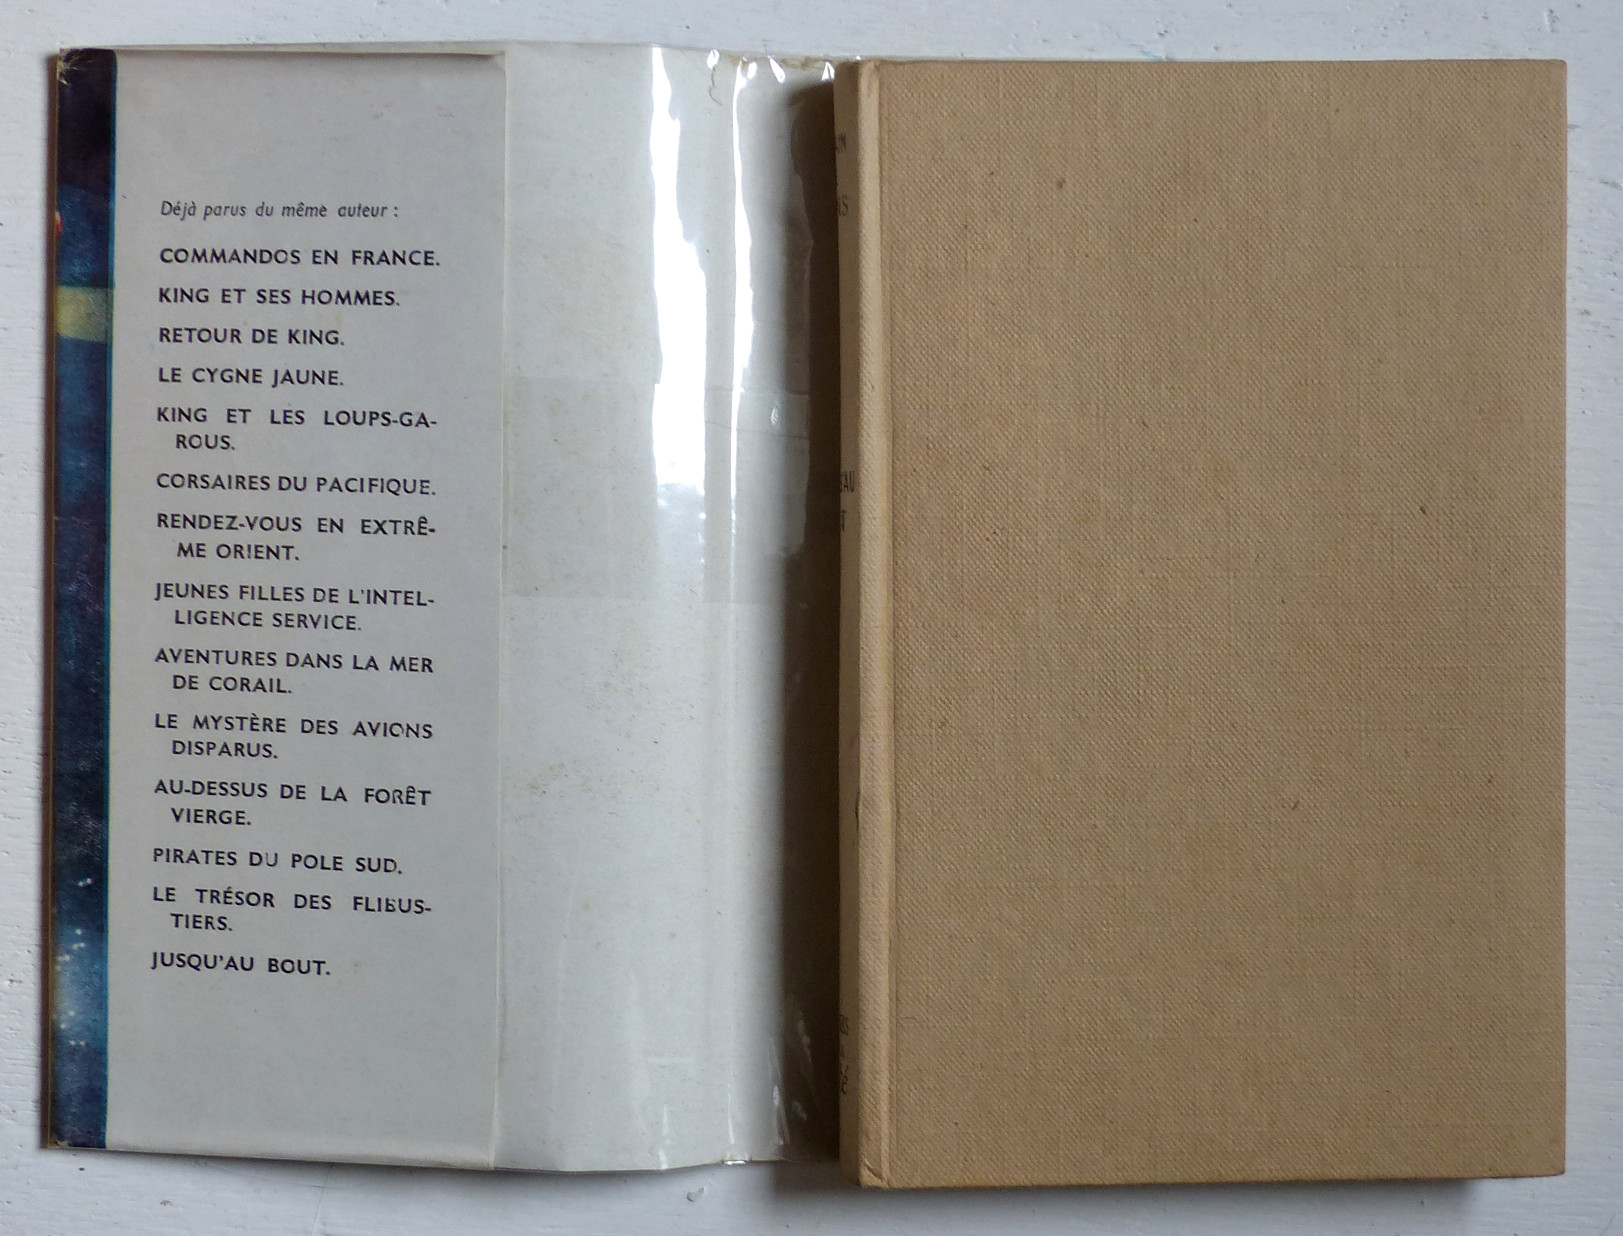 Déjà parus du même auteur :
COMMANDOS EN FRANCE.
KING ET SES HOMMES.
RETOUR DE KING.
LE CYGNE JAUNE.
KING ET LES LOUPS-GA-
ROUS.
CORSAIRES DU PACIFIQUE.
RENDEZ-VOUS EN EXTRÊ-
ME ORIENT.
JEUNES FILLES DE L'INTEL-
LIGENCE SERVICE.
AVENTURES DANS LA MER
DE CORAIL.
LE MYSTÈRE DES AVIONS
DISPARUS.
AU-DESSUS DE LA FORÊT
VIERGE.
PIRATES DU POLE SUD.
LE TRÉSOR DES FLIBUS-
TIERS.
JUSQU'AU BOUT.